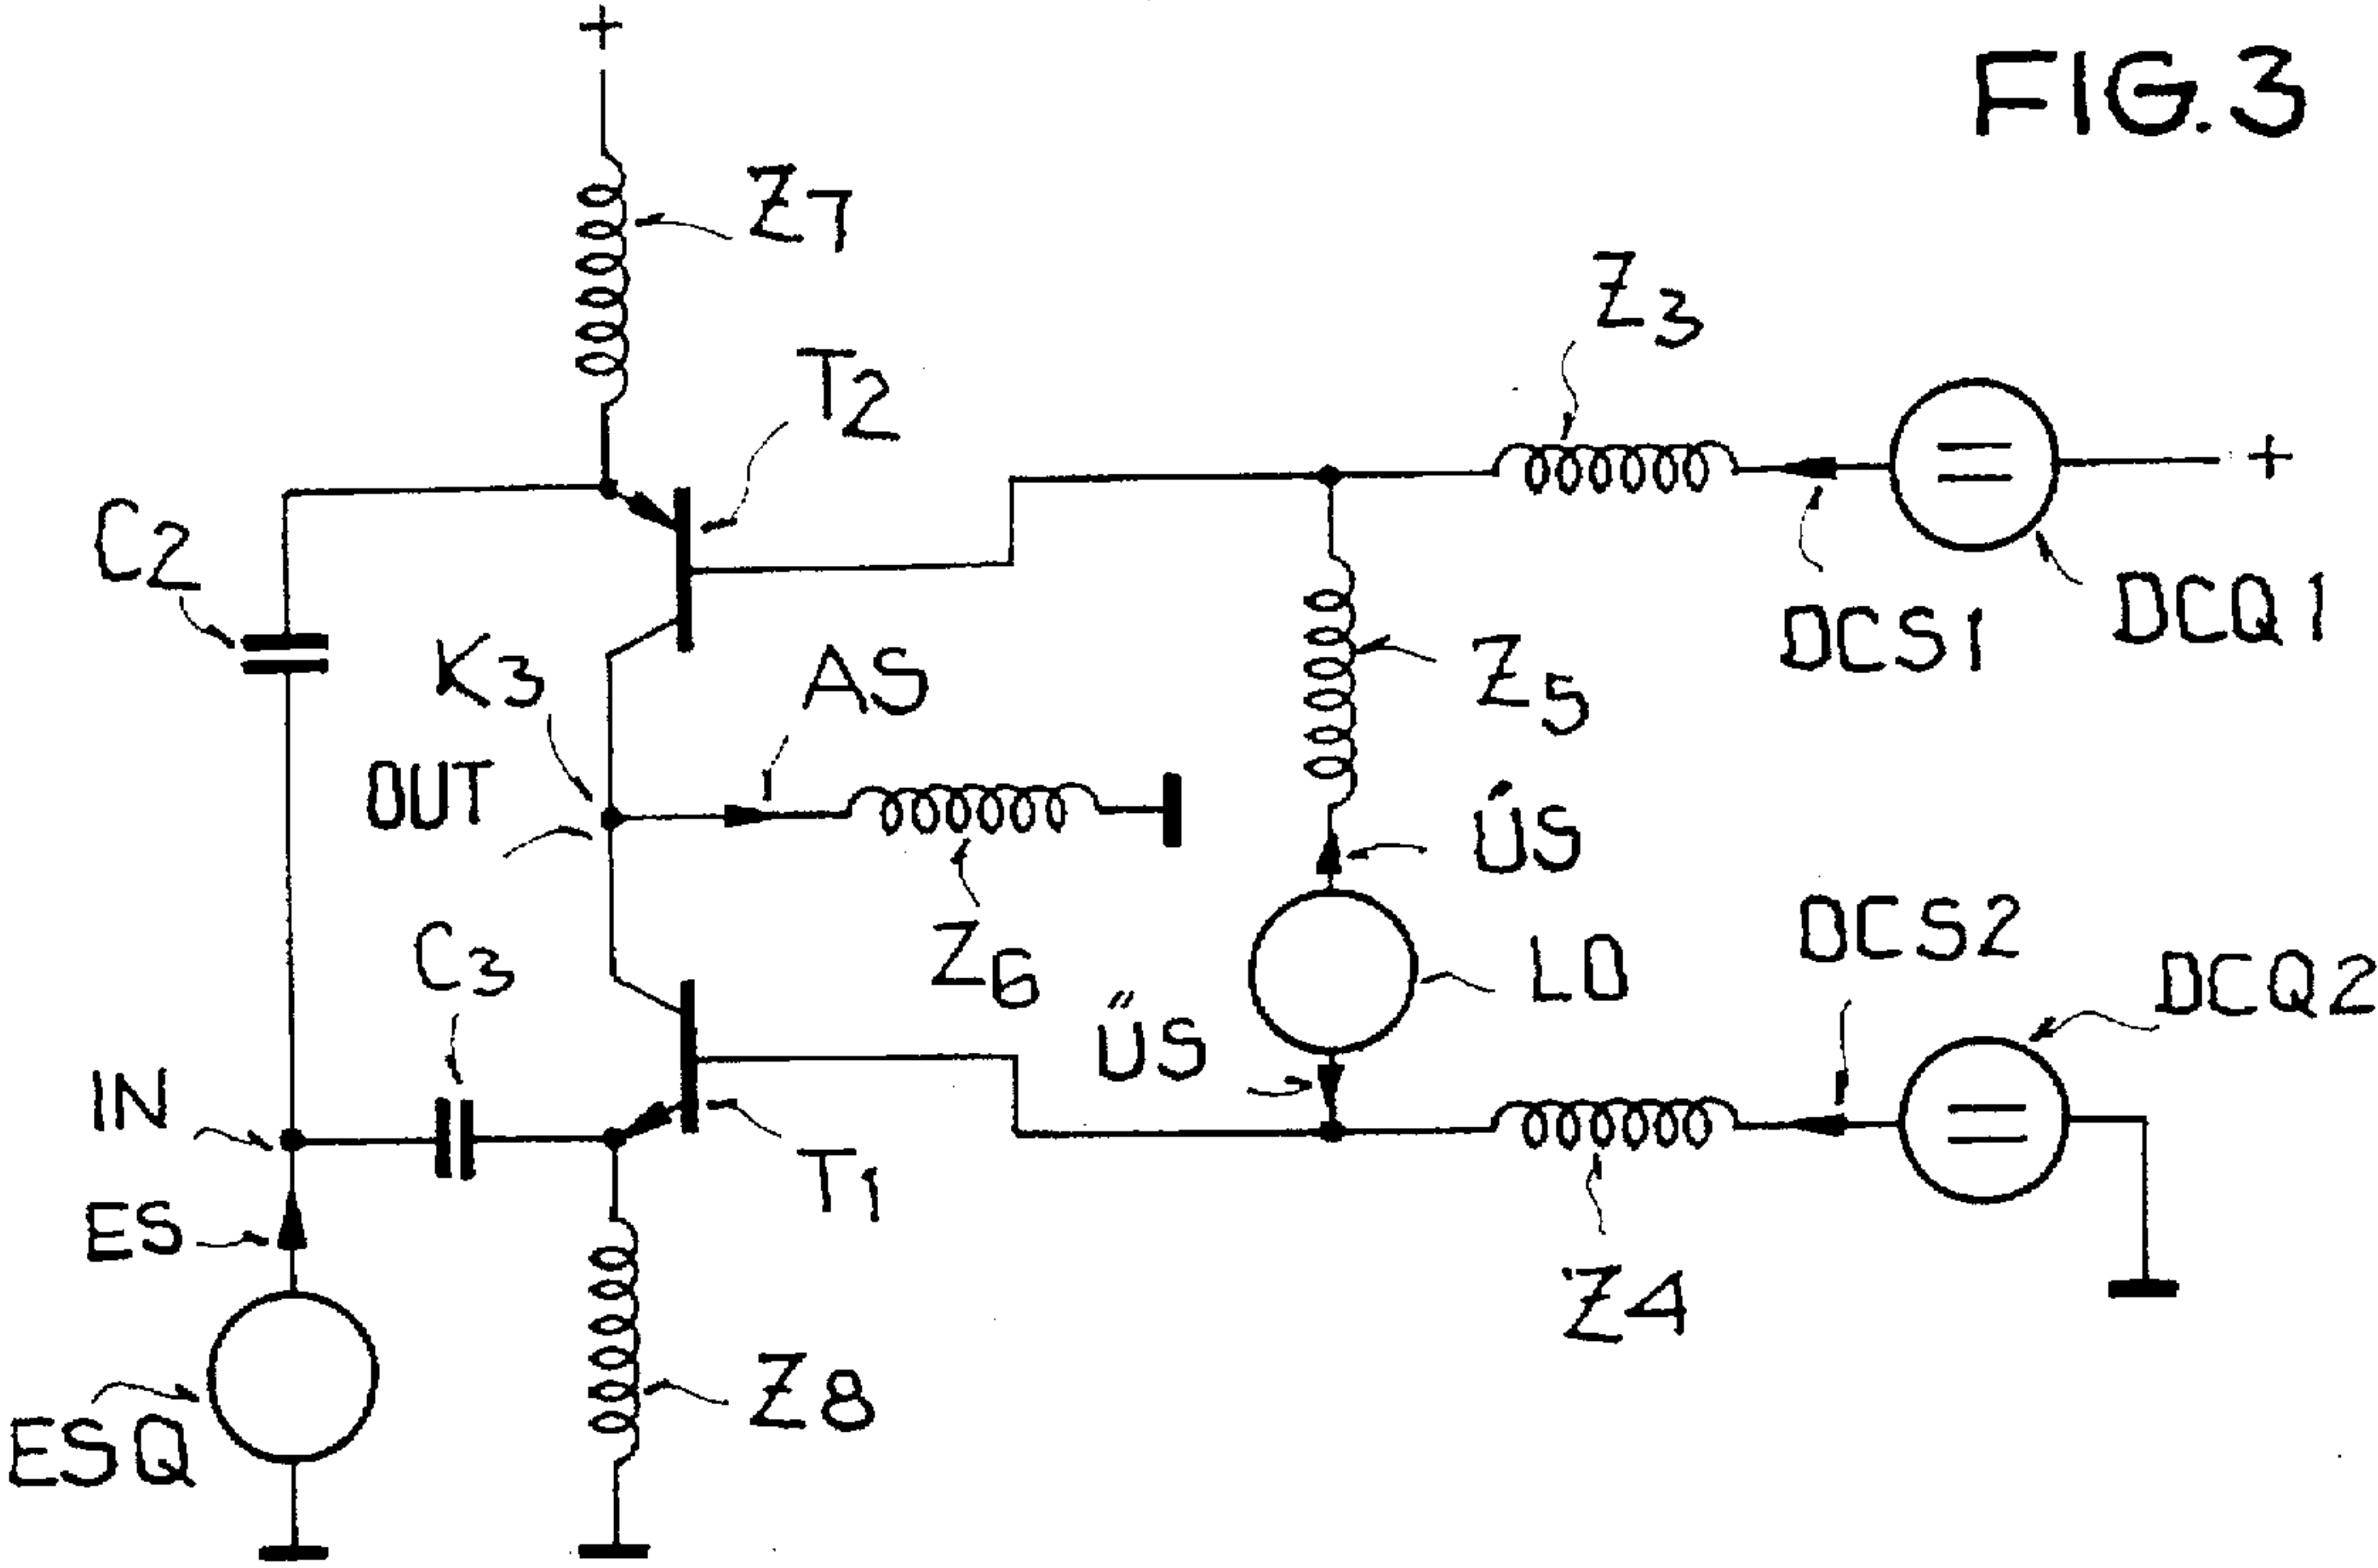 +
FIG.3
Z7
Z3
T2
+
C2
DCQ1
DCS1
K3
AS
Z5
OUT
ÚS
DCS2
C3
Z6
LO
DCQ2
ŰS
IN
T1
ES
Z4
Z8
ESQ